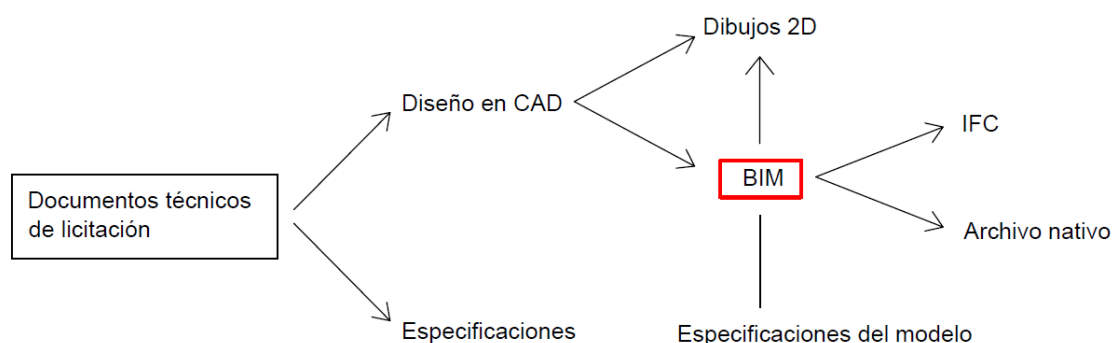 Dibujos 2D
Diseño en CAD
IFC
BIM
Documentos técnicos
de licitación
Archivo nativo
Especificaciones
Especificaciones del modelo